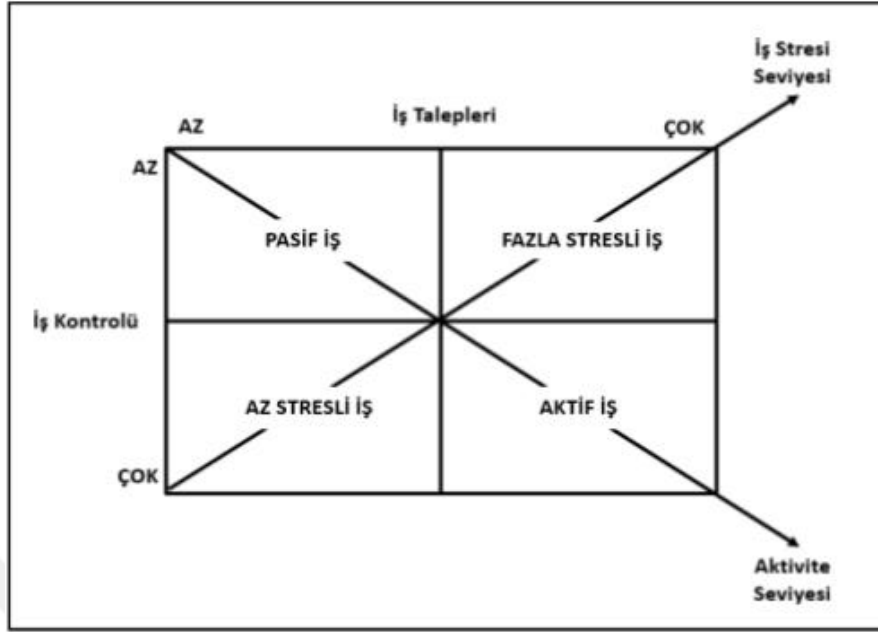 İş Stresi
Seviyesi
AZ
İş Talepleri
ÇOK
AZ
PASİF İŞ
FAZLA STRESLİ İŞ
İş Kontrolü
AZ STRESLİ İŞ
AKTİF İŞ
ÇOK
Aktivite
Seviyesi